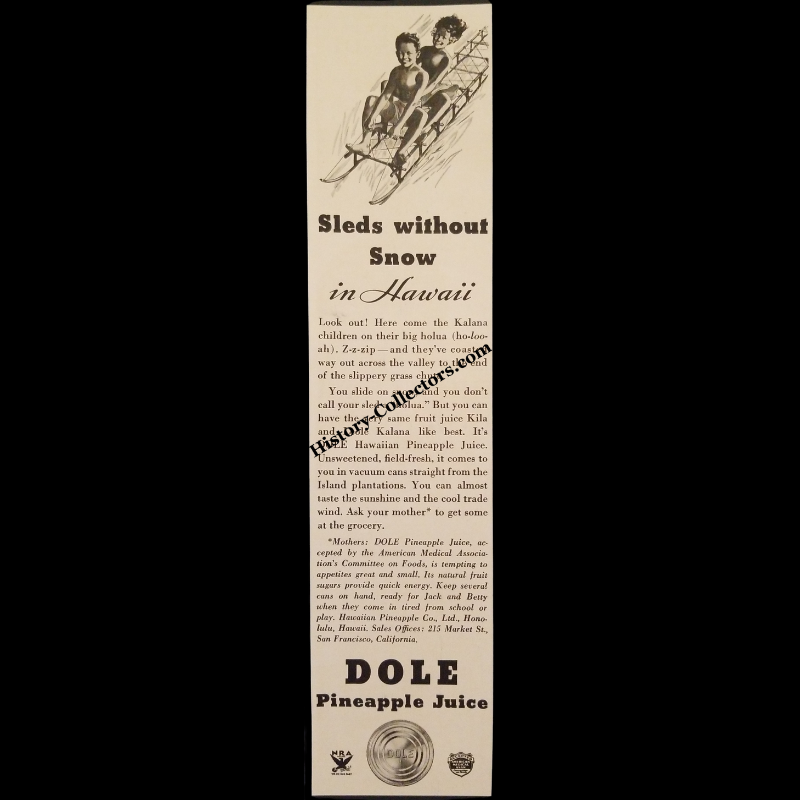 Sleds without
Snow
in Hawaii
Look out! Here come the Kalana
children on their big holua (ho-loo-
ah). Z-z-zip—and they've coasted
way out across the valley to the end
of the slippery grass chute.
You slide on snow and you don't
call your sled "holua." But you can
have the very same fruit juice Kila
and Kalana like best. It's
DOLE Hawaiian Pineapple Juice.
Unsweetened, field-fresh, it comes to
you in vacuum cans straight from the
Island plantations. You can almost
taste the sunshine and the cool trade
wind. Ask your mother* to get some
at the grocery.
*Mothers: DOLE Pineapple Juice, ac-
cepted by the American Medical Associa-
tion's Committee on Foods, is tempting to
appetites great and small. Its natural fruit
sugars provide quick energy. Keep several
cans on hand, ready for Jack and Betty
when they come in tired from school or
play. Hawaiian Pineapple Co., Ltd., Hono-
lulu, Hawaii. Sales Offices: 215 Market St.,
San Francisco, California.
DOLE
Pineapple Juice
DOLE
NRA
History-Collectors.com